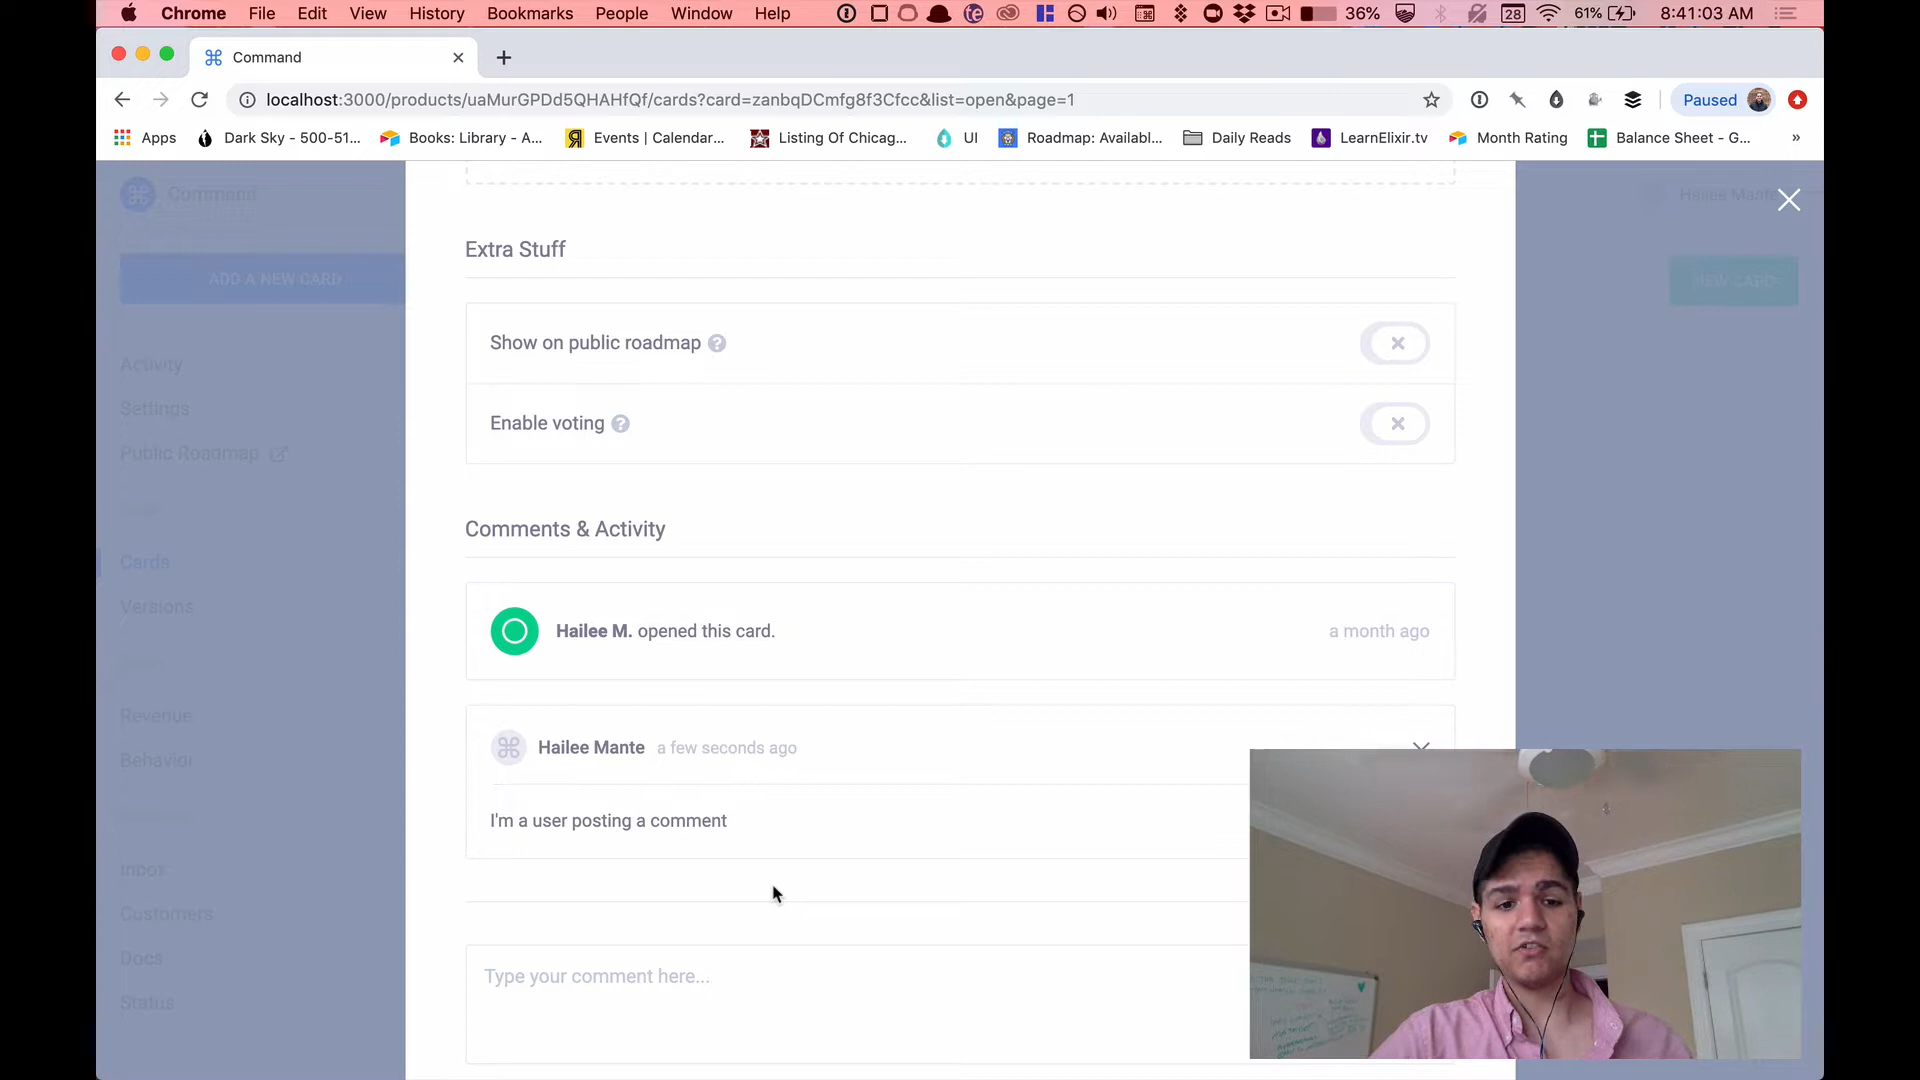 Chrome File Edit View History Bookmarks People Window Help 28 36% 61% 8:41:03 AM
Command
localhost:3000/products/uaMurGPDd5QHAHfQf/cards?card=zanbqDCmfg8f3Cfcc&list=open&page=1 Paused
Apps Dark Sky - 500-51... Books: Library - A... Events | Calendar... Listing Of Chicag... UI Roadmap: Availabl... Daily Reads LearnElixir.tv Month Rating Balance Sheet - G... »
Command Hailee Mante
Extra Stuff
ADD A NEW CARD NEW CARD
Show on public roadmap ?
Activity
Settings
Enable voting ?
Public Roadmap
Comments & Activity
Cards
Versions
Hailee M. opened this card. a month ago
Revenue
Hailee Mante a few seconds ago
Behavior
I'm a user posting a comment
Inbox
Customers
Docs
Type your comment here...
Status